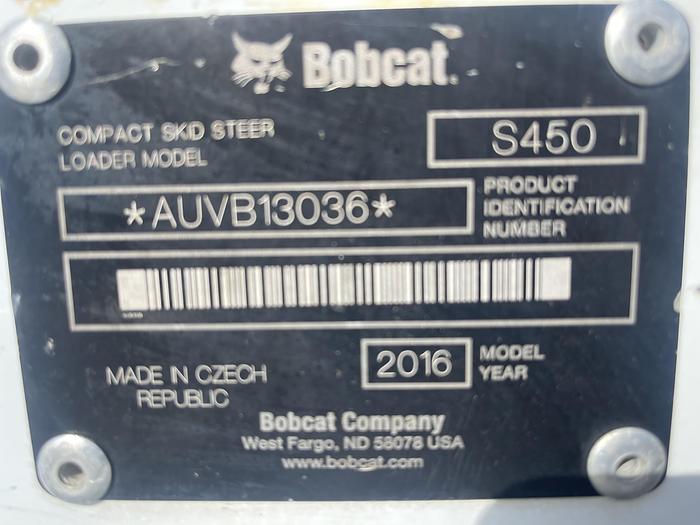 Bobcat.
COMPACT SKID STEER
LOADER MODEL
S450
*AUVB13036*
PRODUCT
IDENTIFICATION
NUMBER
MADE IN CZECH
REPUBLIC
2016
MODEL
YEAR
Bobcat Company
West Fargo, ND 58078 USA
www.bobcat.com